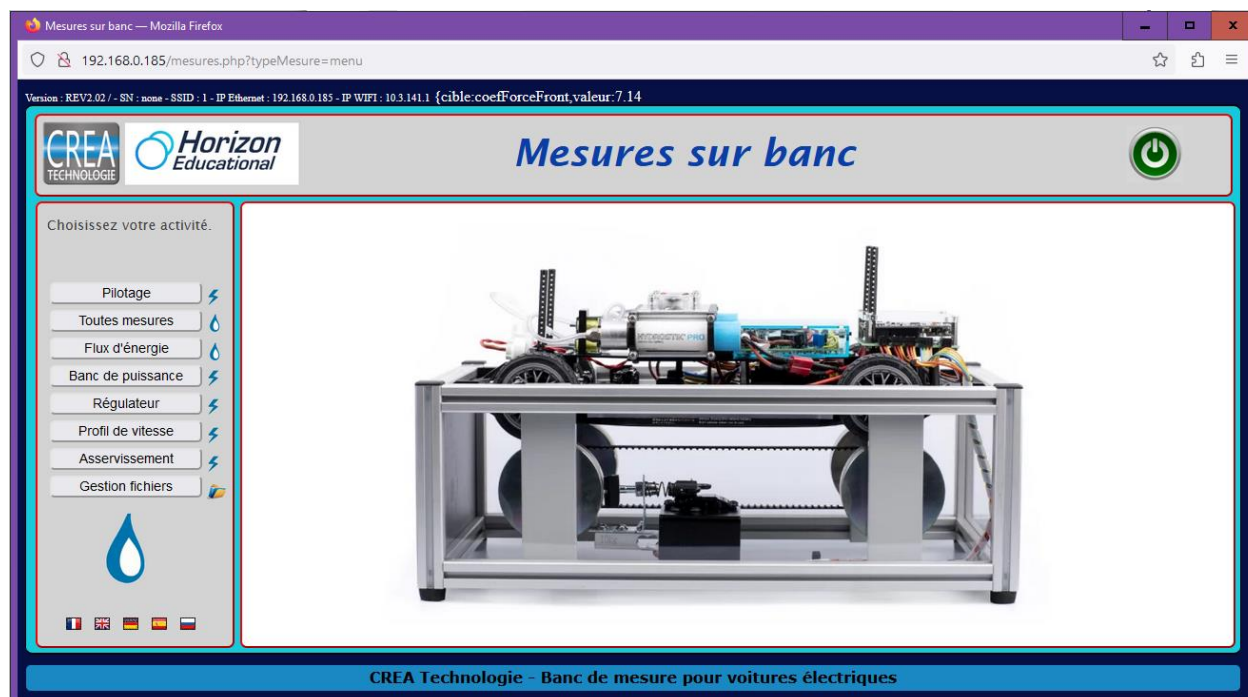 Mesures sur banc — Mozilla Firefox
192.168.0.185/mesures.php?typeMesure=menu
Version : REV2.02 / - SN : none - SSID : 1 - IP Ethernet : 192.168.0.185 - IP WIFI : 10.3.141.1 {cible:coefForceFront,valeur:7.14
CREA
TECHNOLOGIE
Horizon
Educational
Mesures sur banc
Choisissez votre activité.
Pilotage
Toutes mesures
Flux d'énergie
Banc de puissance
Régulateur
Profil de vitesse
Asservissement
Gestion fichiers
HYDROSTIK PRO
CREA Technologie - Banc de mesure pour voitures électriques